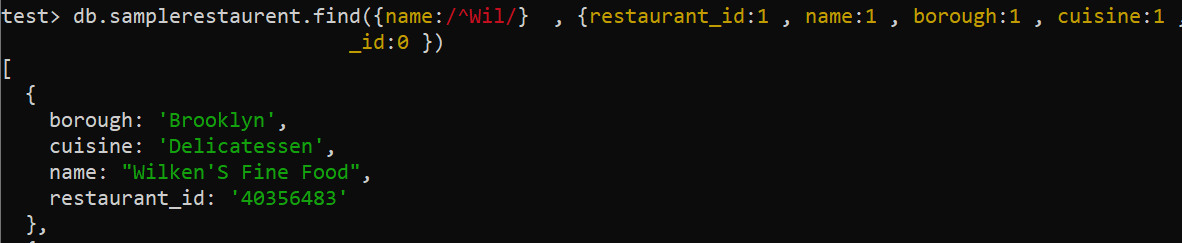 test> db.samplerestaurent.find({name:/^Wil/}  , {restaurant_id:1 , name:1 , borough:1 , cuisine:1 ,
_id:0 })
[
{
borough: 'Brooklyn',
cuisine: 'Delicatessen',
name: "Wilken'S Fine Food",
restaurant_id: '40356483'
},